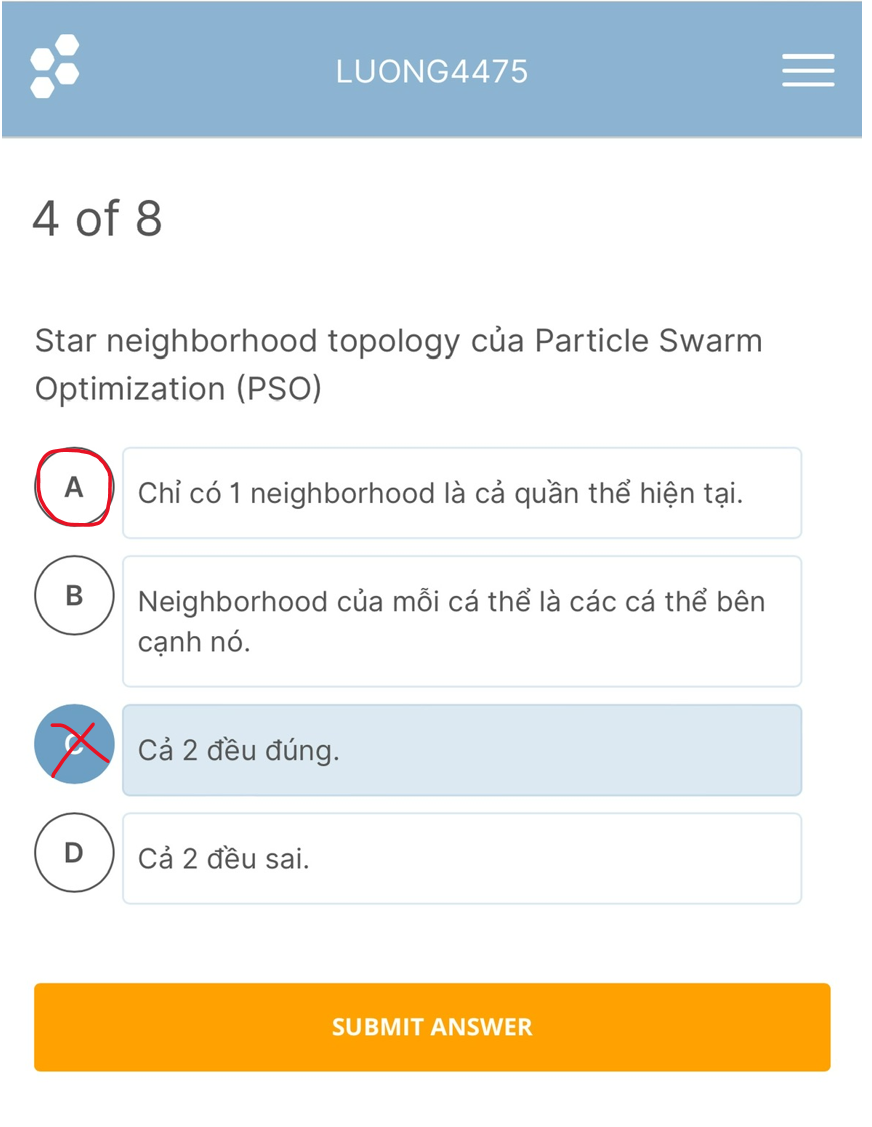 LUONG4475
4 of 8
Star neighborhood topology của Particle Swarm
Optimization (PSO)
A
Chỉ có 1 neighborhood là cả quần thể hiện tại.
B
Neighborhood của mỗi cá thể là các cá thể bên
cạnh nó.
C
Cả 2 đều đúng.
D
Cả 2 đều sai.
SUBMIT ANSWER